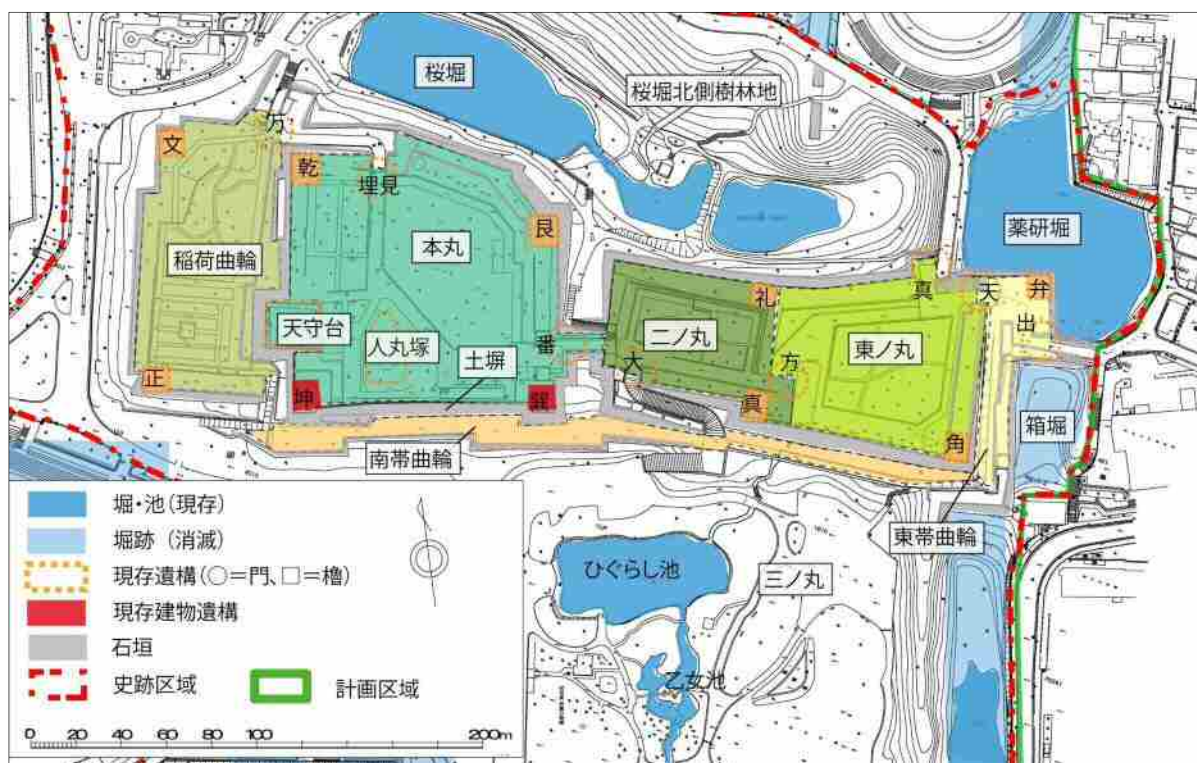 桜堀
桜堀北側樹林地
文
乾
埋見
艮
薬研堀
稲荷曲輪
本丸
礼
真
天
弁
出
天守台
人丸塚
土塀
番
二ノ丸
大
方
東ノ丸
正
坤
巽
真
角
箱堀
南帯曲輪
東帯曲輪
堀・池(現存)
堀跡（消滅）
現存遺構(○=門、□=櫓)
現存建物遺構
石垣
史跡区域
計画区域
0 20 40 60 80 100 200m
ひぐらし池
三ノ丸
乙女池